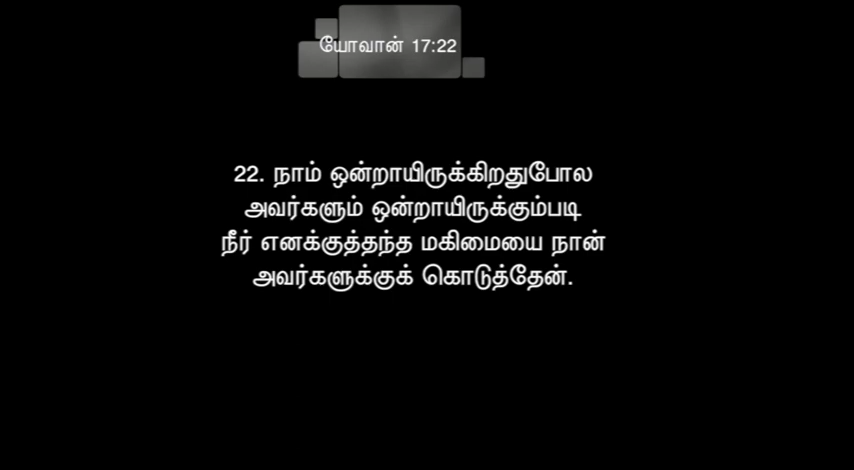 யோவான் 17:22
22. நாம் ஒன்றாயிருக்கிறதுபோல
அவர்களும் ஒன்றாயிருக்கும்படி
நீர் எனக்குத்தந்த மகிமையை நான்
அவர்களுக்குக் கொடுத்தேன்.